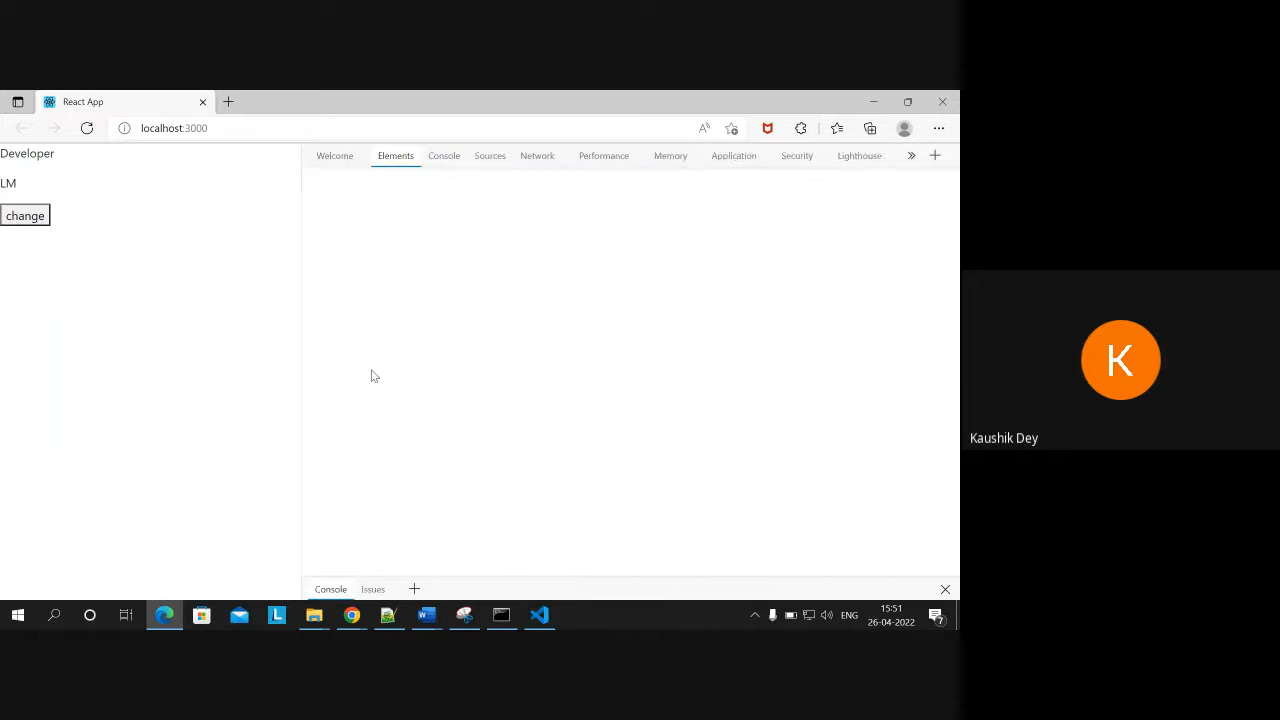 React App
localhost:3000
Developer
LM
change
Welcome Elements Console Sources Network Performance Memory Application Security Lighthouse
Console Issues
K
Kaushik Dey
L
W
ENG
15:51
26-04-2022
7